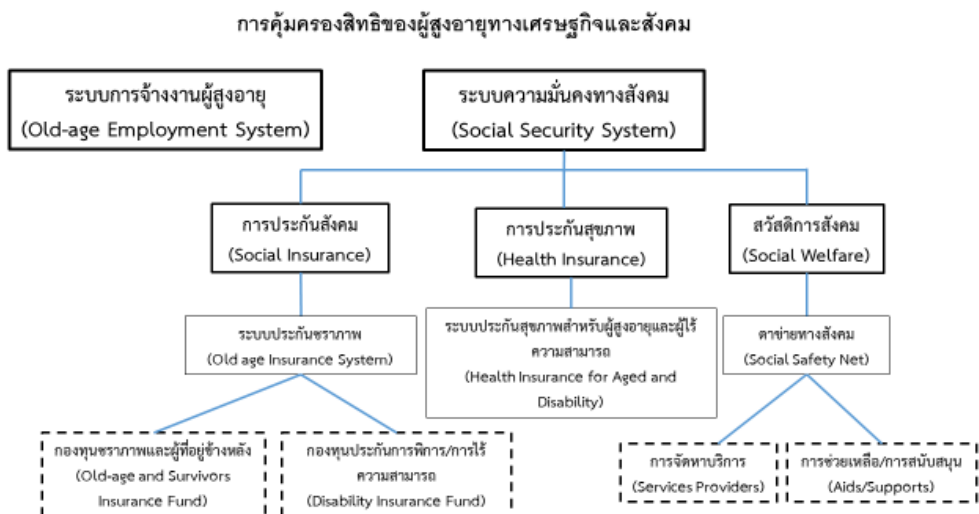 การคุ้มครองสิทธิของผู้สูงอายุทางเศรษฐกิจและสังคม
ระบบการจ้างงานผู้สูงอายุ
(Old-age Employment System)
ระบบความมั่นคงทางสังคม
(Social Security System)
การประกันสังคม
(Social Insurance)
การประกันสุขภาพ
(Health Insurance)
สวัสดิการสังคม
(Social Welfare)
ระบบประกันชราภาพ
(Old age Insurance System)
ระบบประกันสุขภาพสำหรับผู้สูงอายุและผู้ไร้
ความสามารถ
(Health Insurance for Aged and
Disability)
ตาข่ายทางสังคม
(Social Safety Net)
กองทุนชราภาพและผู้ที่อยู่ข้างหลัง
(Old-age and Survivors
Insurance Fund)
กองทุนประกันการพิการ/การไร้
ความสามารถ
(Disability Insurance Fund)
การจัดหาบริการ
(Services Providers)
การช่วยเหลือ/การสนับสนุน
(Aids/Supports)